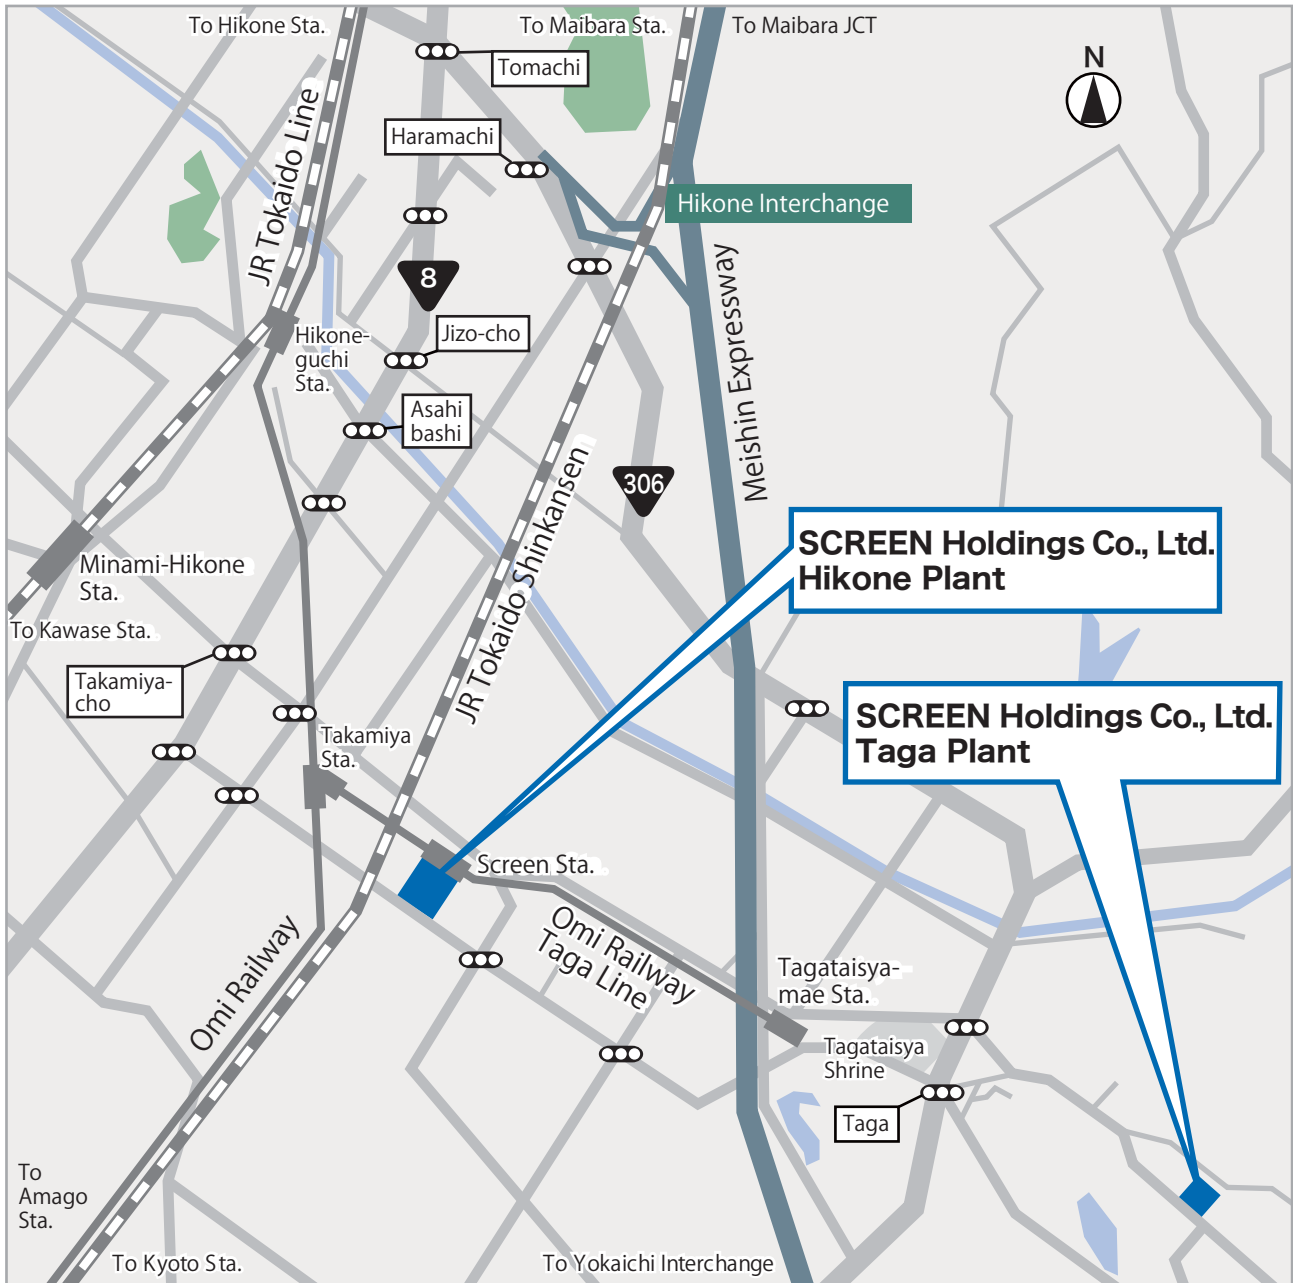 To Hikone Sta.
To Maibara Sta.
To Maibara JCT
N
Tomachi
JR Tokaido Line
Haramachi
Hikone Interchange
8
Meishin Expressway
Hikone-
guchi
Sta.
Jizo-cho
Asahi
bashi
306
JR Tokaido Shinkansen
SCREEN Holdings Co., Ltd.
Hikone Plant
Minami-Hikone
Sta.
To Kawase Sta.
Takamiya-
cho
SCREEN Holdings Co., Ltd.
Taga Plant
Takamiya
Sta.
Screen Sta.
Omi Railway
Omi Railway
Taga Line
Tagataisya-
mae Sta.
Tagataisya
Shrine
Taga
To
Amago
Sta.
To Kyoto Sta.
To Yokaichi Interchange